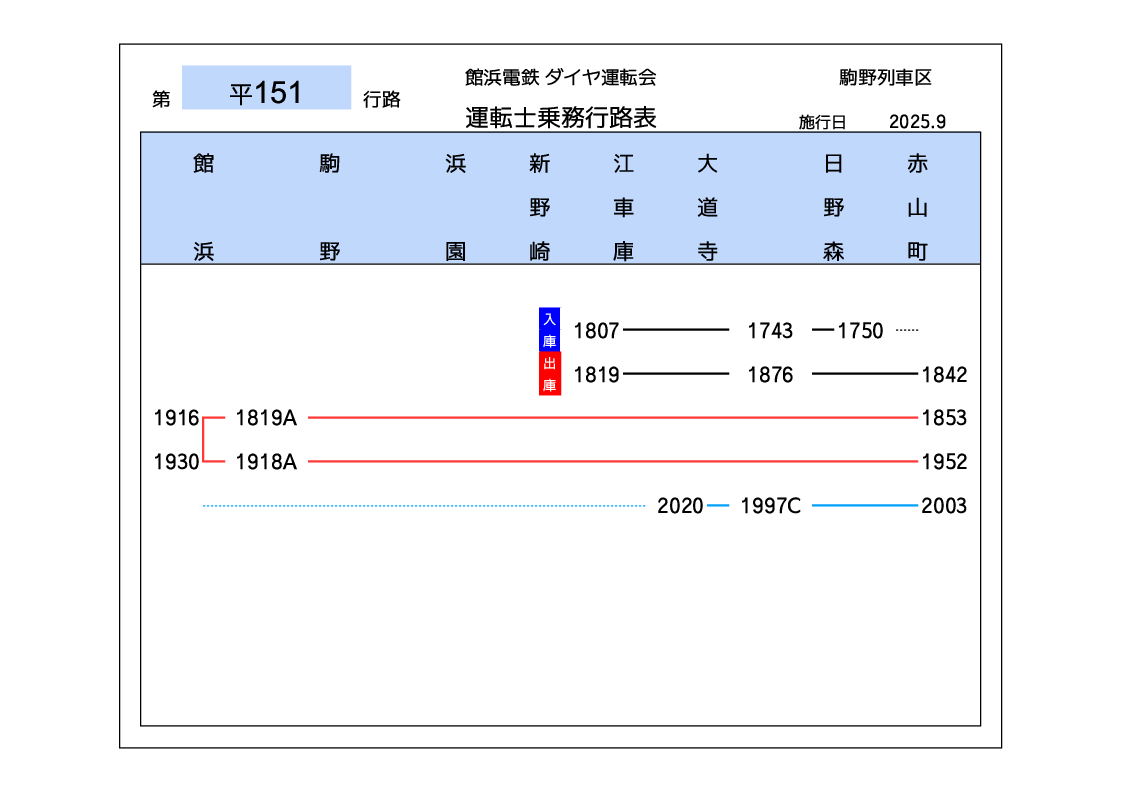 第 平151 行路
館浜電鉄 ダイヤ運転会
運転士乗務行路表
駒野列車区
施行日 2025.9
館浜 駒野 浜園 新野崎 江車庫 大道寺 日野森 赤山町
入庫 1807 1743 1750
出庫 1819 1876 1842
1916 1819A 1853
1930 1918A 1952
2020 1997C 2003